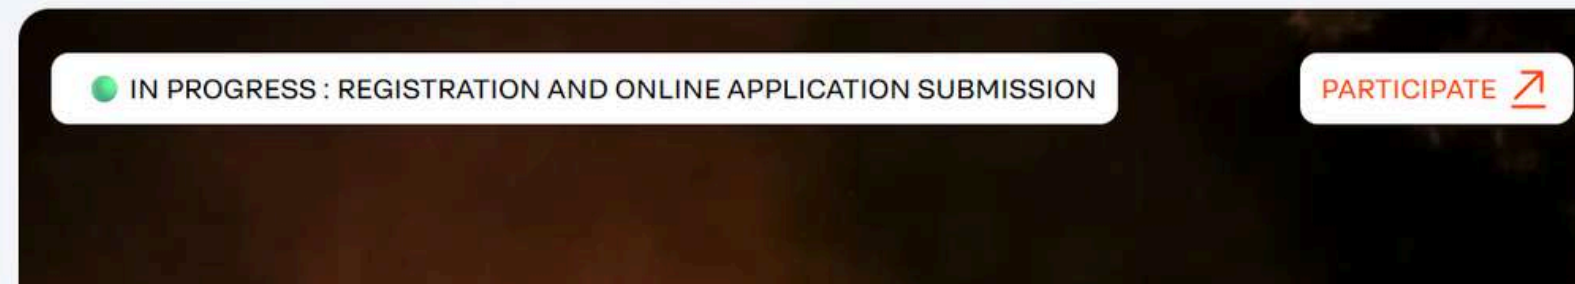 IN PROGRESS : REGISTRATION AND ONLINE APPLICATION SUBMISSION
PARTICIPATE